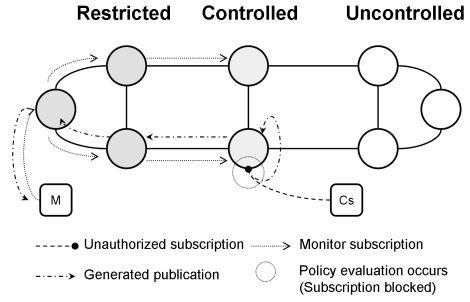 Restricted Controlled Uncontrolled
M Cs
Unauthorized subscription Monitor subscription
Generated publication Policy evaluation occurs
(Subscription blocked)